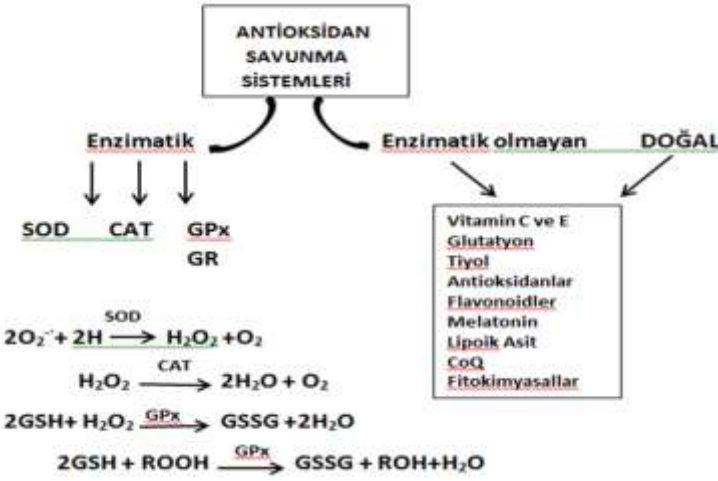 ANTİOKSİDAN
SAVUNMA
SİSTEMLERİ
Enzimatik
Enzimatik olmayan DOĞAL
SOD CAT GPx
GR
Vitamin C ve E
Glutatyon
Tiyol
Antioksidanlar
Flavonoidler
Melatonin
Lipoik Asit
CoQ
Fitokimyasallar
SOD
2O₂⁻˙+ 2H ⟶ H₂O₂ +O₂
CAT
H₂O₂ ⟶ 2H₂O + O₂
GPx
2GSH+ H₂O₂ ⟶ GSSG +2H₂O
GPx
2GSH + ROOH ⟶ GSSG + ROH+H₂O